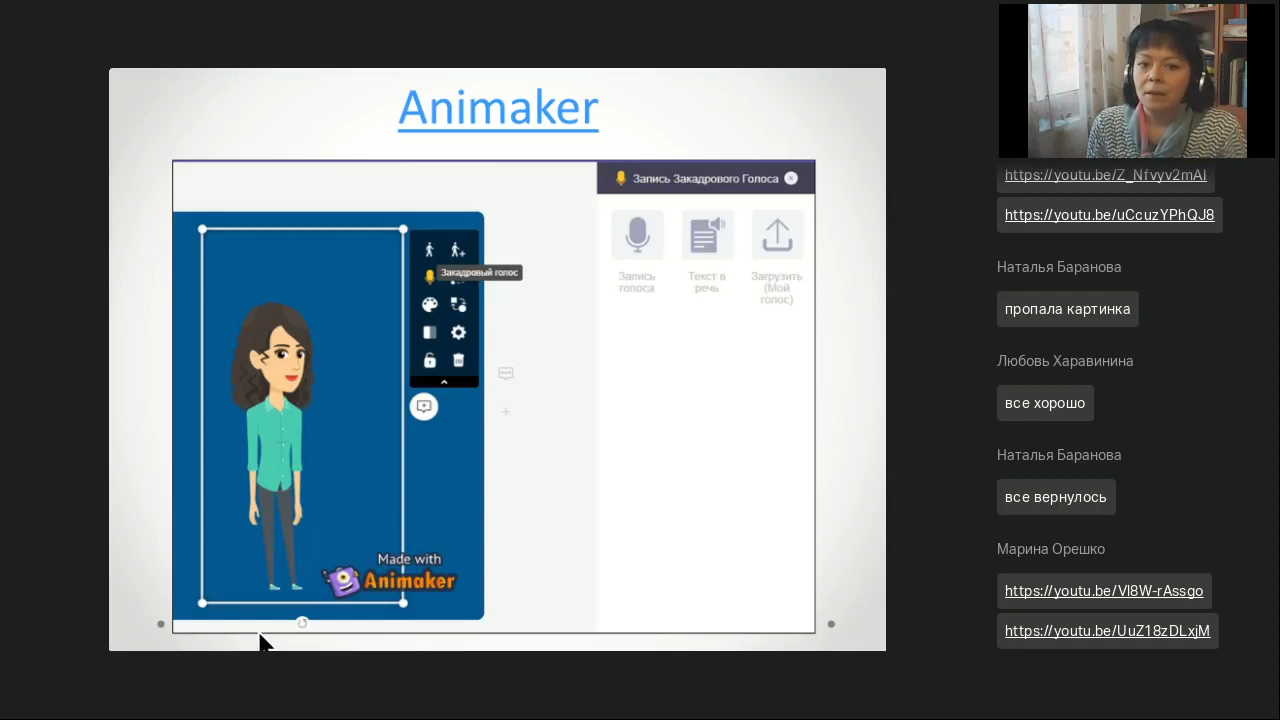 Animaker
Запись Закадрового Голоса
Закадровый голос
Запись
голоса
Текст в
речь
Загрузить
(Мой
голос)
Made with
Animaker
https://youtu.be/Z_Nfvyv2mAI
https://youtu.be/uCcuzYPhQJ8
Наталья Баранова
пропала картинка
Любовь Харавинина
все хорошо
Наталья Баранова
все вернулось
Марина Орешко
https://youtu.be/Vl8W-rAssgo
https://youtu.be/UuZ18zDLxjM